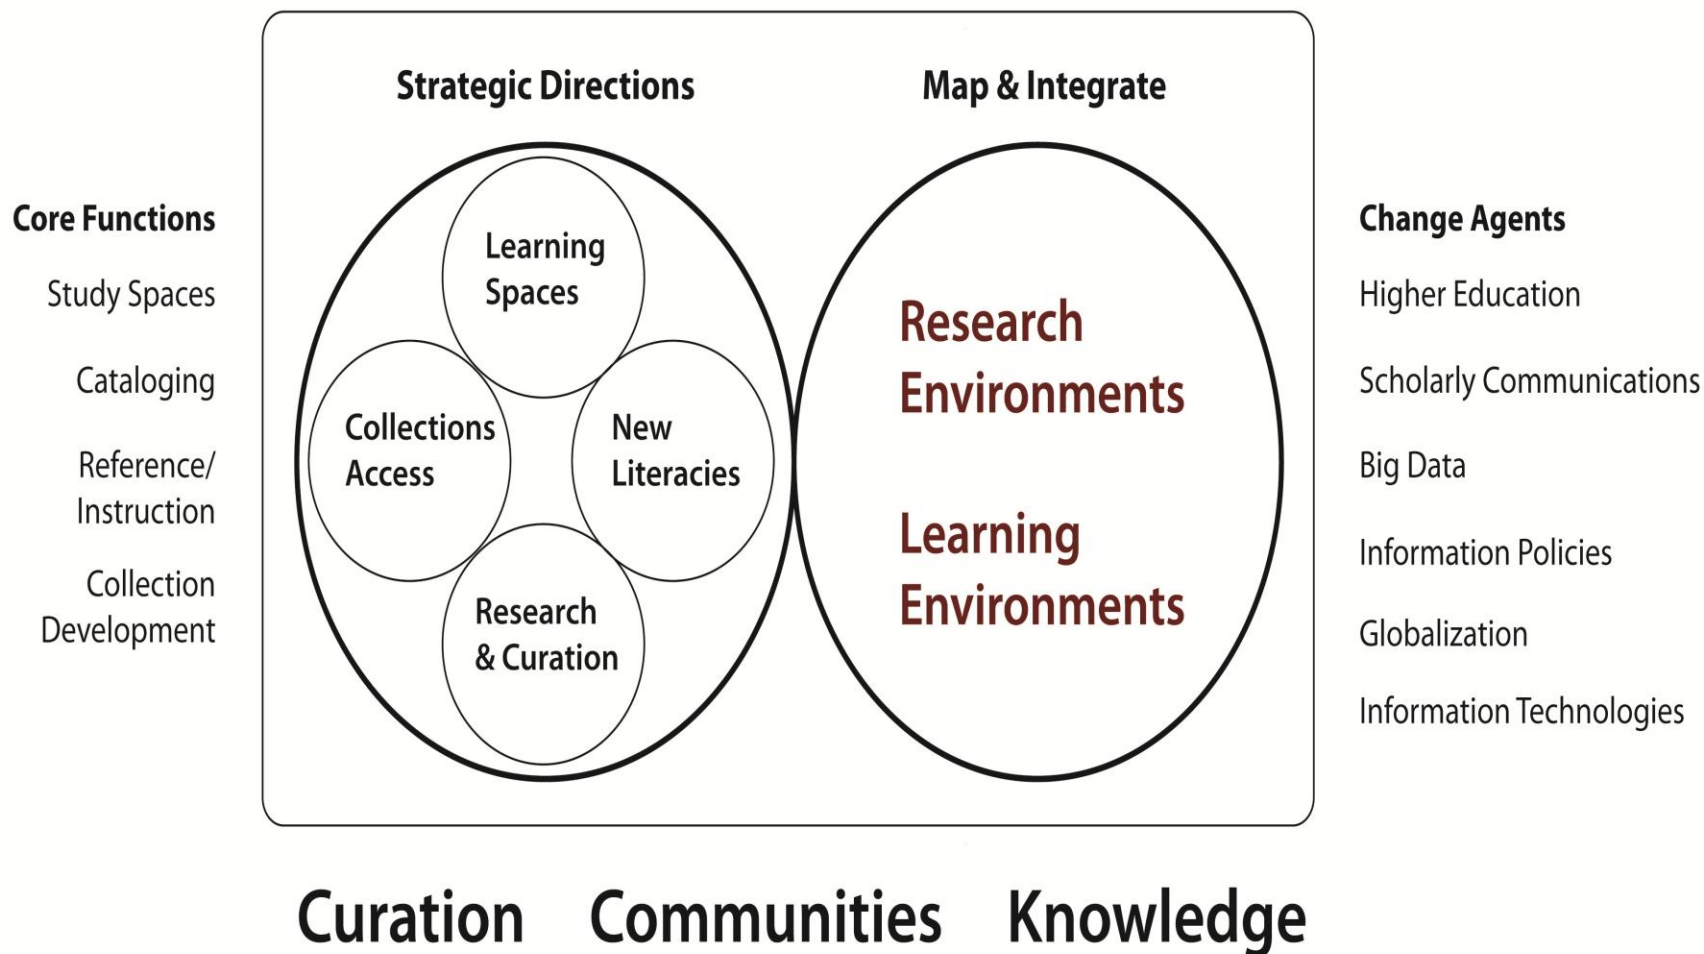 Strategic Directions
Map & Integrate
Core Functions
Study Spaces
Cataloging
Reference/
Instruction
Collection
Development
Learning
Spaces
Collections
Access
New
Literacies
Research
& Curation
Research
Environments
Learning
Environments
Change Agents
Higher Education
Scholarly Communications
Big Data
Information Policies
Globalization
Information Technologies
Curation Communities Knowledge